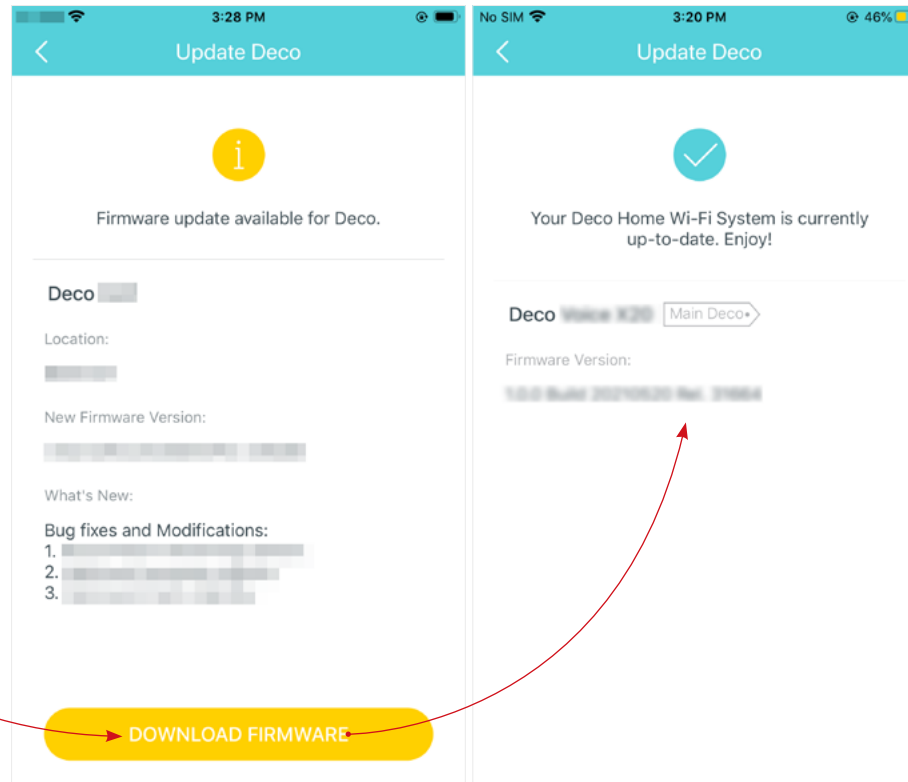 3:28 PM
Update Deco
Firmware update available for Deco.
Deco
Location:
New Firmware Version:
What's New:
Bug fixes and Modifications:
1.
2.
3.
DOWNLOAD FIRMWARE
No SIM 3:20 PM 46%
Update Deco
Your Deco Home Wi-Fi System is currently
up-to-date. Enjoy!
Deco Voice X20 Main Deco
Firmware Version: